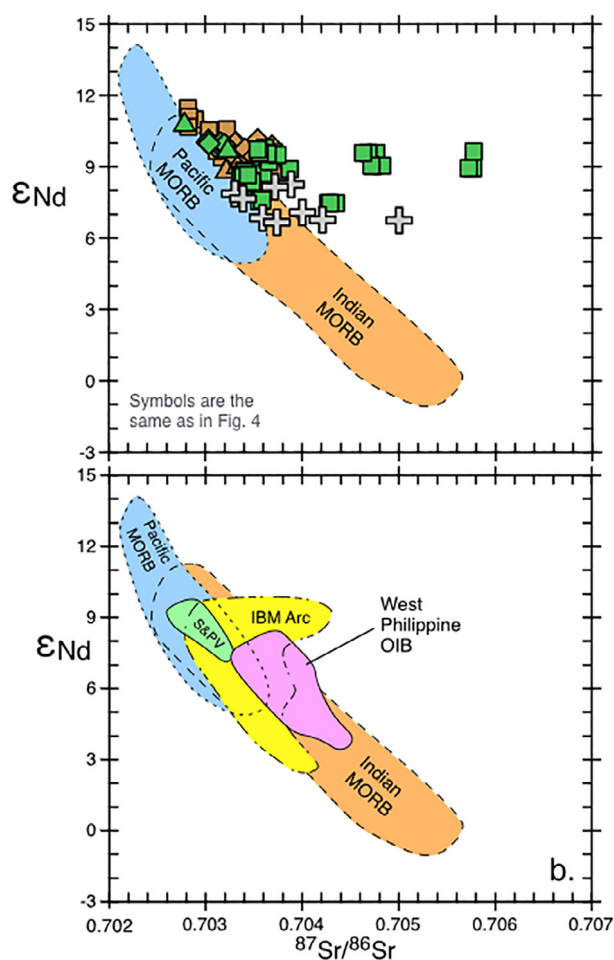 15
12
9
6
3
0
-3
εNd
Pacific
MORB
Indian
MORB
Symbols are the
same as in Fig. 4
15
12
9
6
3
0
-3
εNd
Pacific
MORB
S&PV
IBM Arc
West
Philippine
OIB
Indian
MORB
b.
0.702
0.703
0.704
0.705
0.706
0.707
87Sr/86Sr